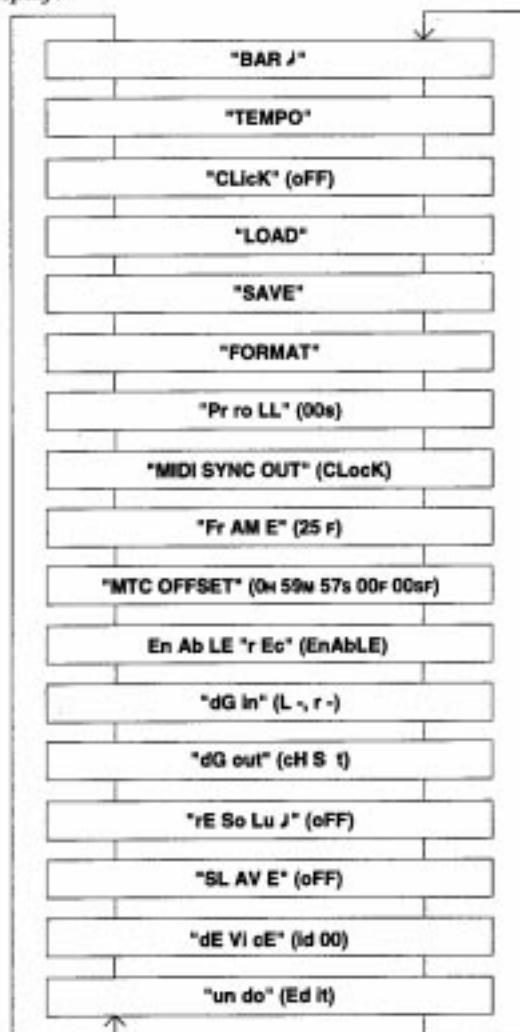 "BAR ♩"
"TEMPO"
"CLicK" (oFF)
"LOAD"
"SAVE"
"FORMAT"
"Pr ro LL" (00s)
"MIDI SYNC OUT" (CLocK)
"Fr AM E" (25 F)
"MTC OFFSET" (0H 59M 57s 00F 00SF)
En Ab LE "r Ec" (EnAbLE)
"dG in" (L -, r -)
"dG out" (cH S t)
"rE So Lu ♩" (oFF)
"SL AV E" (oFF)
"dE Vi cE" (id 00)
"un do" (Ed it)